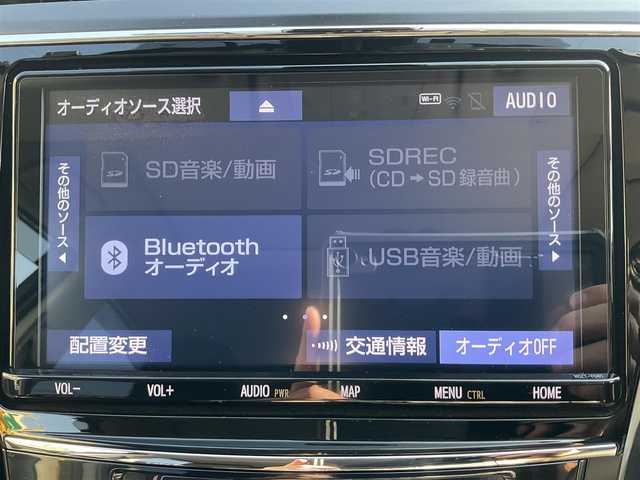 オーディオソース選択
Wi-Fi
AUDIO
その他のソース◀
SD音楽/動画
SDREC
(CD➡SD録音曲)
その他のソース▶
Bluetooth
オーディオ
USB音楽/動画
配置変更
交通情報
オーディオOFF
VOL-
VOL+
AUDIO PWR
MAP
MENU CTRL
HOME